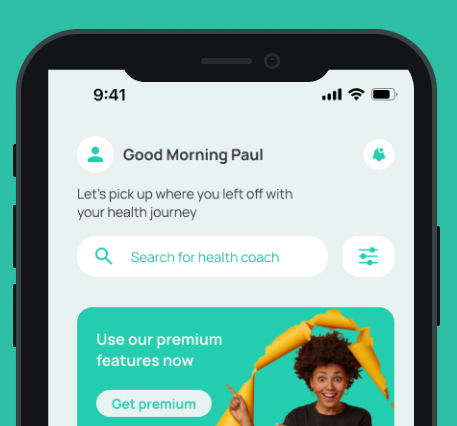 9:41
Good Morning Paul
Let's pick up where you left off with
your health journey
Search for health coach
Use our premium
features now
Get premium